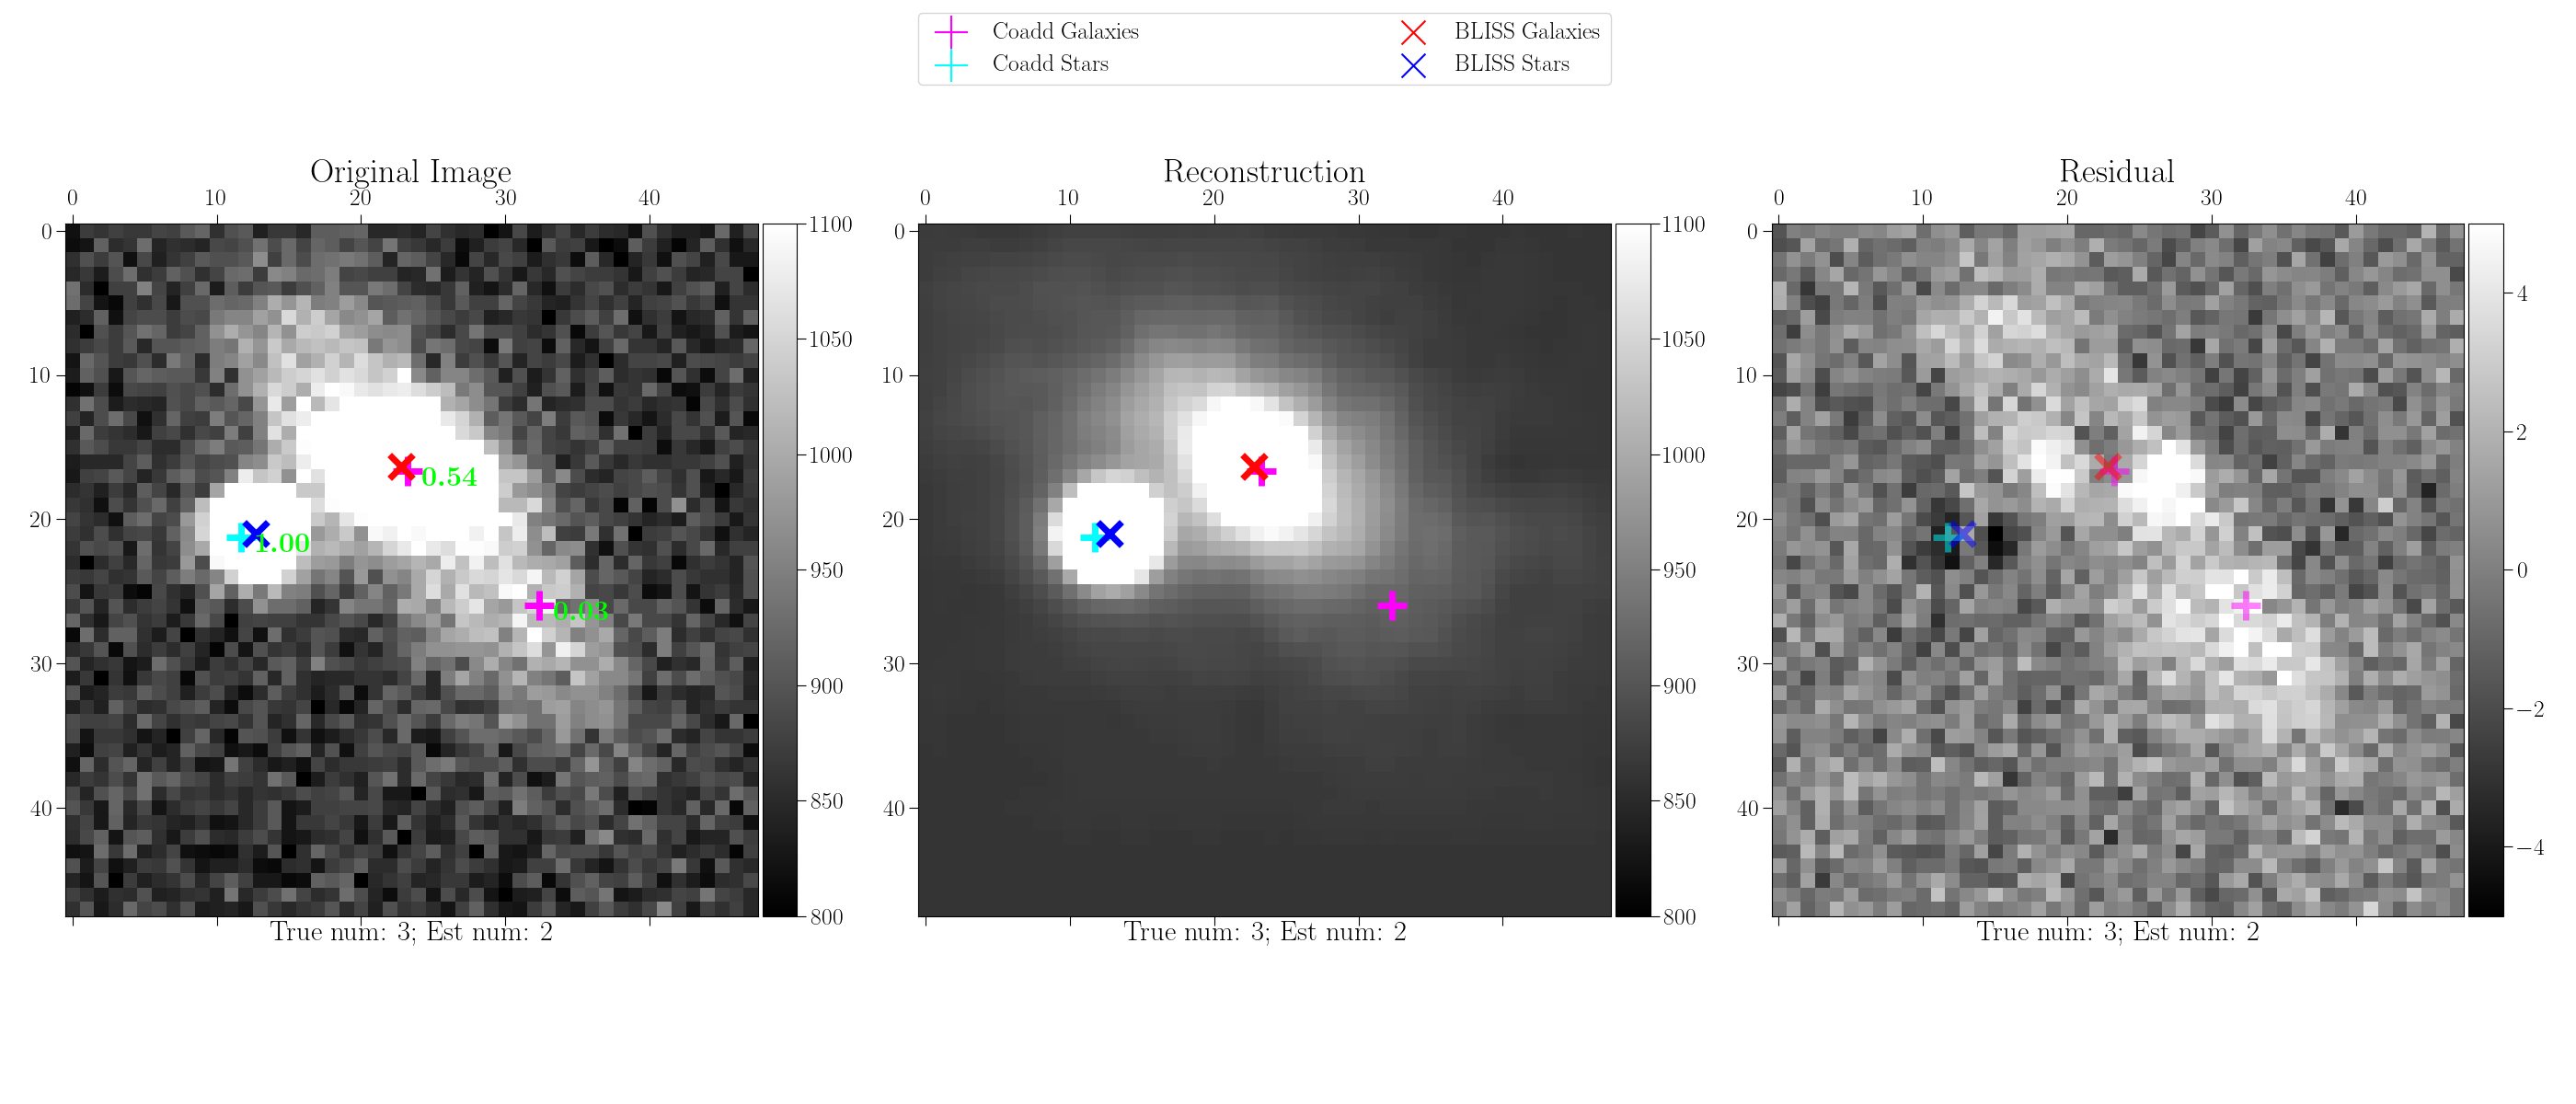 Coadd Galaxies
Coadd Stars
BLISS Galaxies
BLISS Stars
Original Image
0 10 20 30 40
0
10
20
30
40
0.54
1.00
0.03
1100
1050
1000
950
900
850
800
True num: 3; Est num: 2
Reconstruction
0 10 20 30 40
0
10
20
30
40
1100
1050
1000
950
900
850
800
True num: 3; Est num: 2
Residual
0 10 20 30 40
0
10
20
30
40
4
2
0
−2
−4
True num: 3; Est num: 2